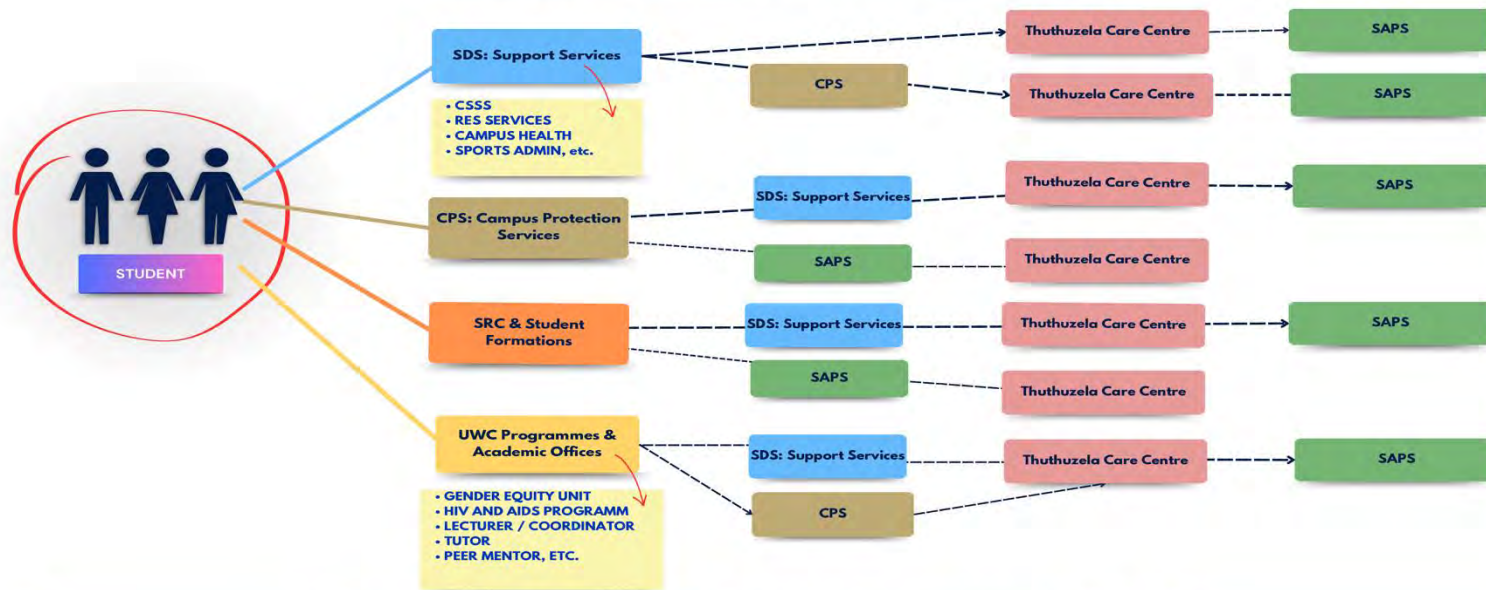 STUDENT
SDS: Support Services
• CSSS
• RES SERVICES
• CAMPUS HEALTH
• SPORTS ADMIN, etc.
CPS: Campus Protection
Services
SRC & Student
Formations
UWC Programmes &
Academic Offices
• GENDER EQUITY UNIT
• HIV AND AIDS PROGRAMM
• LECTURER / COORDINATOR
• TUTOR
• PEER MENTOR, ETC.
CPS
SDS: Support Services
SAPS
SDS: Support Services
SAPS
SDS: Support Services
CPS
Thuthuzela Care Centre
Thuthuzela Care Centre
Thuthuzela Care Centre
Thuthuzela Care Centre
Thuthuzela Care Centre
Thuthuzela Care Centre
Thuthuzela Care Centre
SAPS
SAPS
SAPS
SAPS
SAPS